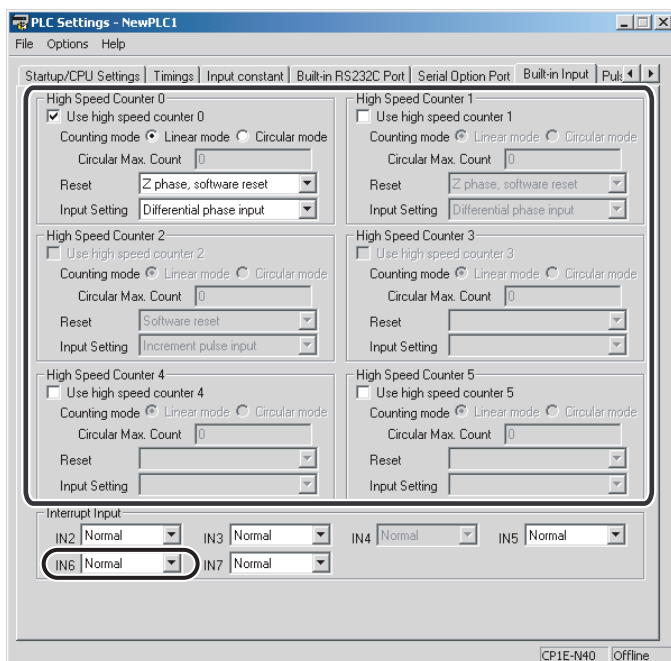 PLC Settings - NewPLC1
File Options Help
Startup/CPU Settings Timings Input constant Built-in RS232C Port Serial Option Port Built-in Input
High Speed Counter 0
Use high speed counter 0
Counting mode Linear mode Circular mode
Circular Max. Count 0
Reset Z phase, software reset
Input Setting Differential phase input
High Speed Counter 1
Use high speed counter 1
Counting mode Linear mode Circular mode
Circular Max. Count 0
Reset Z phase, software reset
Input Setting Differential phase input
High Speed Counter 2
Use high speed counter 2
Counting mode Linear mode Circular mode
Circular Max. Count 0
Reset Software reset
Input Setting Increment pulse input
High Speed Counter 3
Use high speed counter 3
Counting mode Linear mode Circular mode
Circular Max. Count 0
Reset
Input Setting
High Speed Counter 4
Use high speed counter 4
Counting mode Linear mode Circular mode
Circular Max. Count 0
Reset
Input Setting
High Speed Counter 5
Use high speed counter 5
Counting mode Linear mode Circular mode
Circular Max. Count 0
Reset
Input Setting
Interrupt Input
IN2 Normal IN3 Normal IN4 Normal IN5 Normal
IN6 Normal IN7 Normal
CP1E-N40 Offline